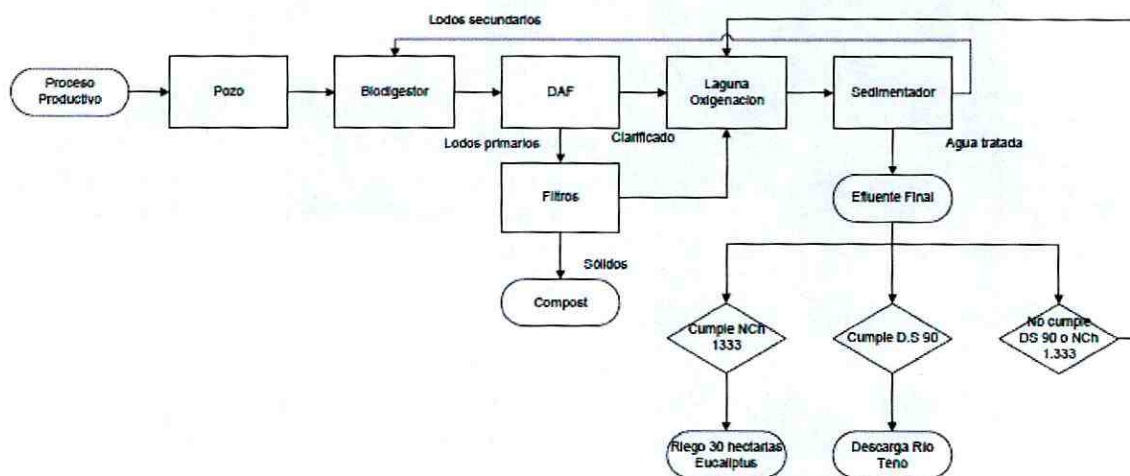 Lodos secundarios
Proceso
Productivo
Pozo
Biodigestor
DAF
Laguna
Oxigenacion
Sedimentador
Lodos primarios
Clarificado
Agua tratada
Filtros
Efluente Final
Sólidos
Compost
Cumple NCh
1333
Cumple D.S 90
No cumple
DS 90 o NCh
1.333
Riego 30 hectarias
Eucaliptus
Descarga Río
Teno